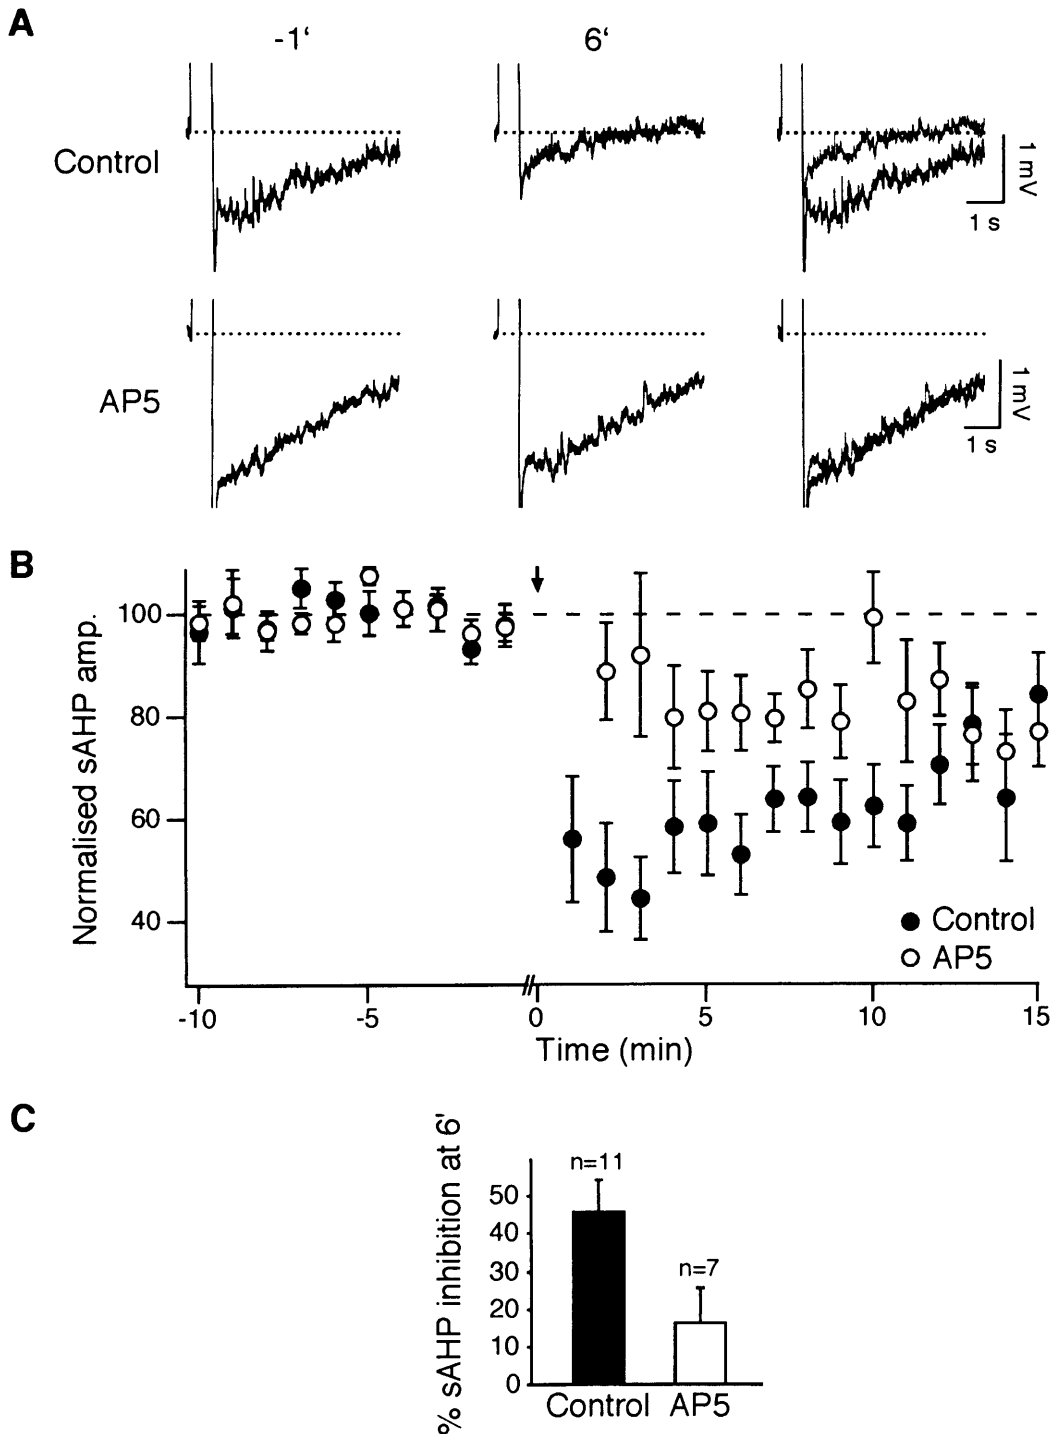 A
-1‘ 6‘
Control
1 mV
1 s
AP5
1 mV
1 s
B
Normalised sAHP amp.
100
80
60
40
Control
AP5
-10 -5 0 5 10 15
Time (min)
C
% sAHP inhibition at 6'
50
40
30
20
10
0
n=11
n=7
Control AP5